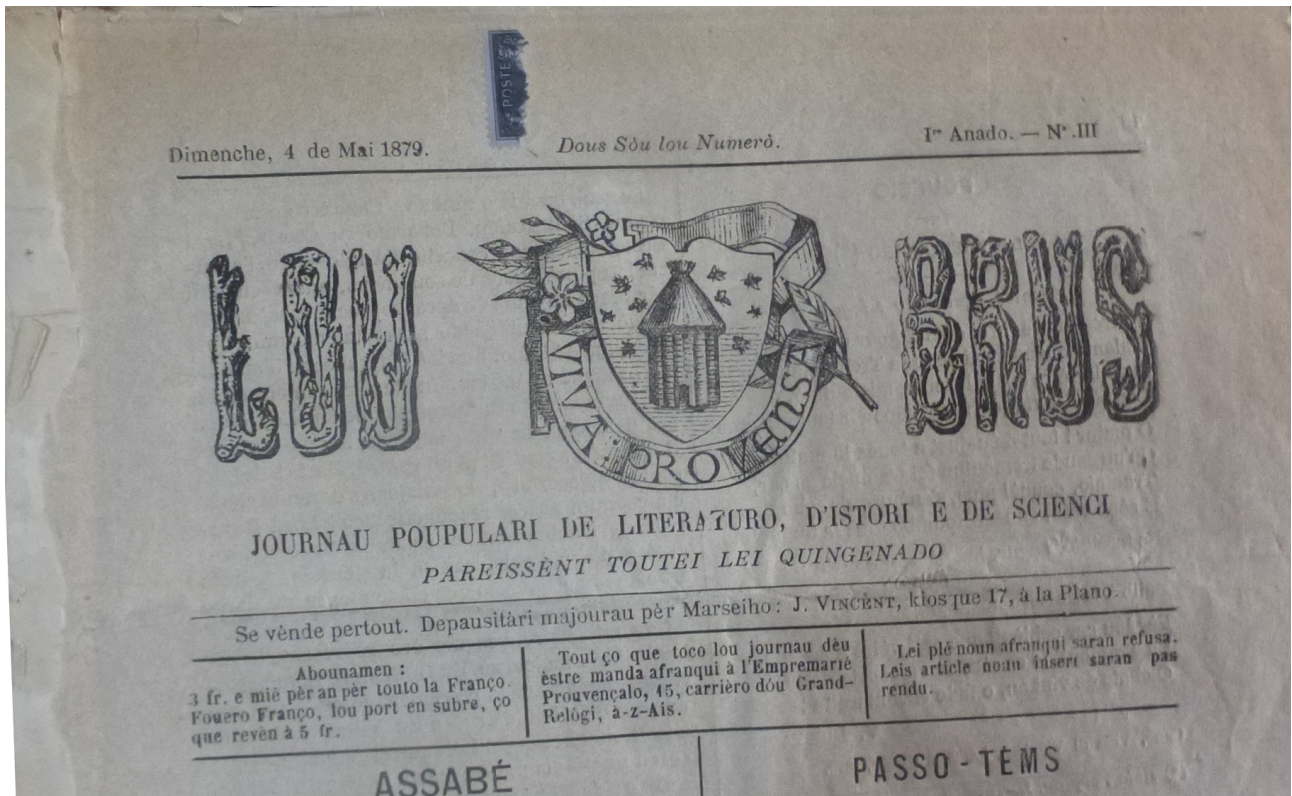 POSTES
Dimenche, 4 de Mai 1879.
Dous Sòu lou Numerò.
Iᵒ Anado. — Nᵒ .III
LOU BRUS
VIVA PROVENSA
JOURNAU POUPULARI DE LITERATURO, D'ISTORI E DE SCIENCI
PAREISSÈNT TOUTEI LEI QUINGENADO
Se vènde pertout. Depausitàri majourau pèr Marseiho: J. VINCÈNT, kiosque 17, à la Plano.
Abounamen :
3 fr. e mié pèr an pèr touto la Franço.
Fouero Franço, lou port en subre, ço
que revèn à 5 fr.
Tout ço que toco lou journau dèu
èstre manda afranqui à l'Empremarié
Prouvençalo, 15, carrièro dóu Grand-
Relògi, à-z-Ais.
Lei plé noun afranqui saran refusa.
Leis article noun inseri saran pas
rendu.
ASSABÉ
PASSO-TÈMS